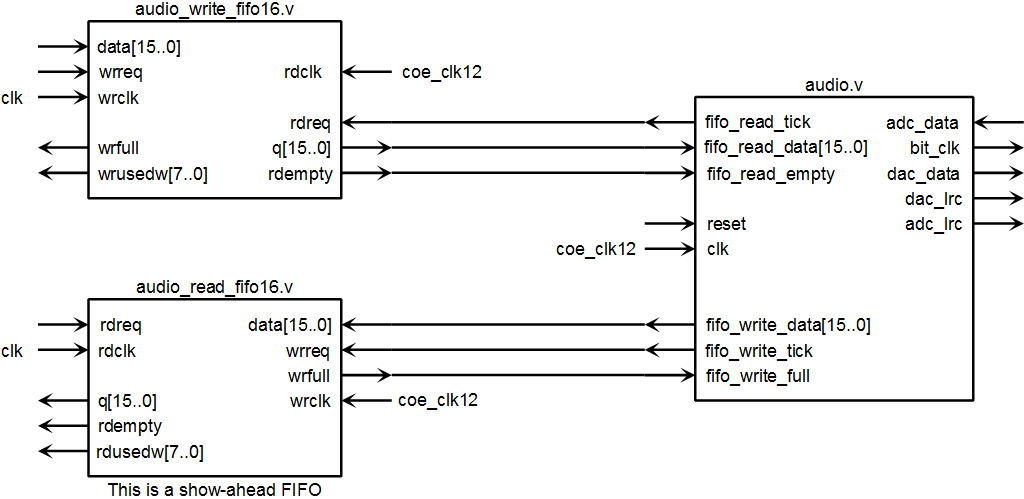 audio_write_fifo16.v
data[15..0]
wrreq
rdclk
coe_clk12
clk
wrclk
rdreq
wrfull
q[15..0]
wrusedw[7..0]
rdempty
audio.v
fifo_read_tick
adc_data
fifo_read_data[15..0]
bit_clk
fifo_read_empty
dac_data
dac_lrc
reset
adc_lrc
coe_clk12
clk
fifo_write_data[15..0]
fifo_write_tick
fifo_write_full
audio_read_fifo16.v
rdreq
data[15..0]
clk
rdclk
wrreq
wrfull
q[15..0]
wrclk
coe_clk12
rdempty
rdusedw[7..0]
This is a show-ahead FIFO